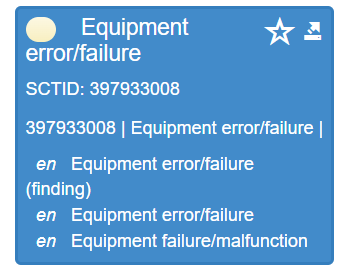 Equipment
error/failure
SCTID: 397933008
397933008 | Equipment error/failure |
en Equipment error/failure
(finding)
en Equipment error/failure
en Equipment failure/malfunction